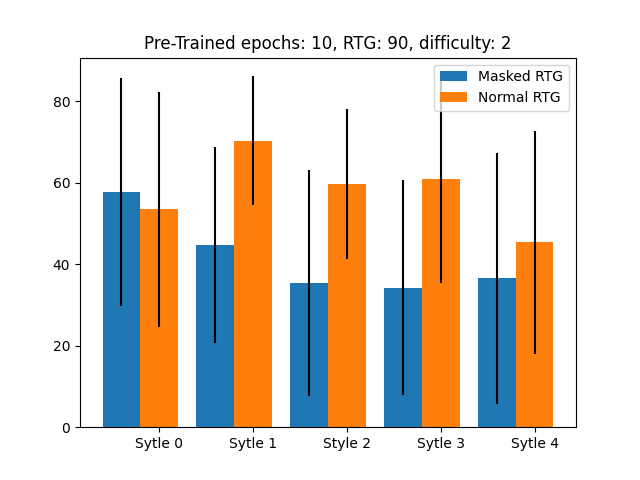 Pre-Trained epochs: 10, RTG: 90, difficulty: 2
Masked RTG
Normal RTG
80
60
40
20
0
Sytle 0
Sytle 1
Style 2
Sytle 3
Sytle 4